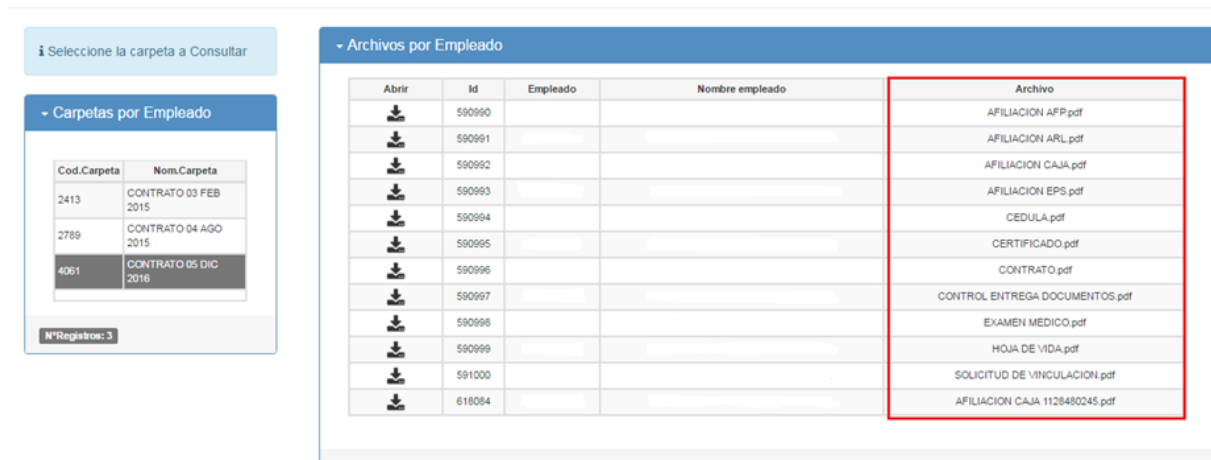 i Seleccione la carpeta a Consultar
Carpetas por Empleado
Cod.Carpeta Nom.Carpeta
2413 CONTRATO 03 FEB
2015
2789 CONTRATO 04 AGO
2015
4061 CONTRATO 05 DIC
2016
N°Registros: 3
Archivos por Empleado
Abrir Id Empleado Nombre empleado Archivo
590990 AFILIACION AFP.pdf
590991 AFILIACION ARL.pdf
590992 AFILIACION CAJA.pdf
590993 AFILIACION EPS.pdf
590994 CEDULA.pdf
590995 CERTIFICADO.pdf
590996 CONTRATO.pdf
590997 CONTROL ENTREGA DOCUMENTOS.pdf
590998 EXAMEN MEDICO.pdf
590999 HOJA DE VIDA.pdf
591000 SOLICITUD DE VINCULACION.pdf
618084 AFILIACION CAJA 1128480245.pdf